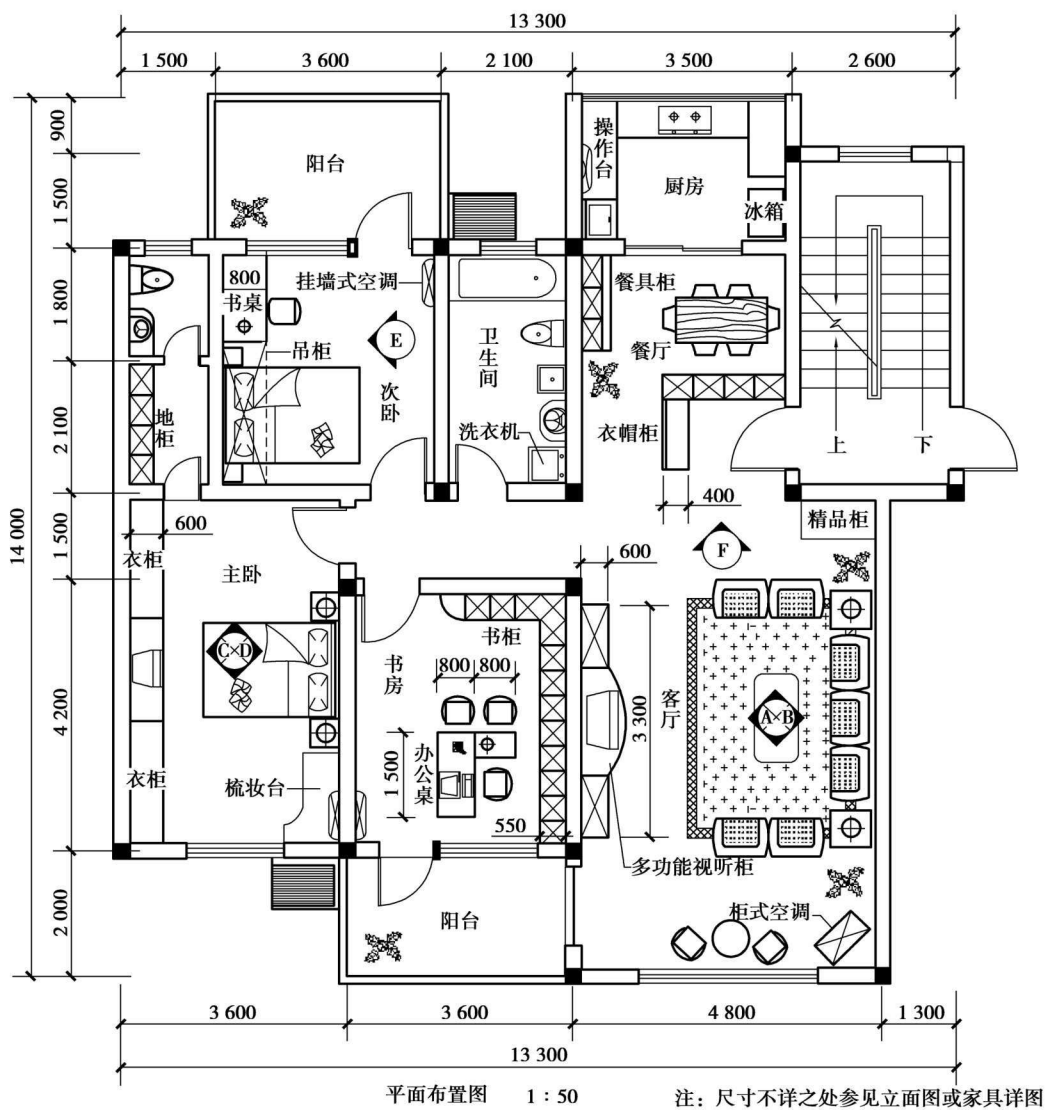 13 300
1 500
3 600
2 100
3 500
2 600
14 000
900
1 500
1 800
2 100
1 500
4 200
2 000
阳台
操作台
厨房
冰箱
800
书桌
挂墙式空调
餐具柜
E
吊柜
次卧
卫生间
餐厅
地柜
洗衣机
衣帽柜
上
下
400
精品柜
600
衣柜
主卧
600
F
C×D
书柜
书房
800
800
客厅
3 300
A×B
办公桌
1 500
衣柜
梳妆台
550
多功能视听柜
阳台
柜式空调
3 600
3 600
4 800
1 300
13 300
平面布置图 1：50
注：尺寸不详之处参见立面图或家具详图